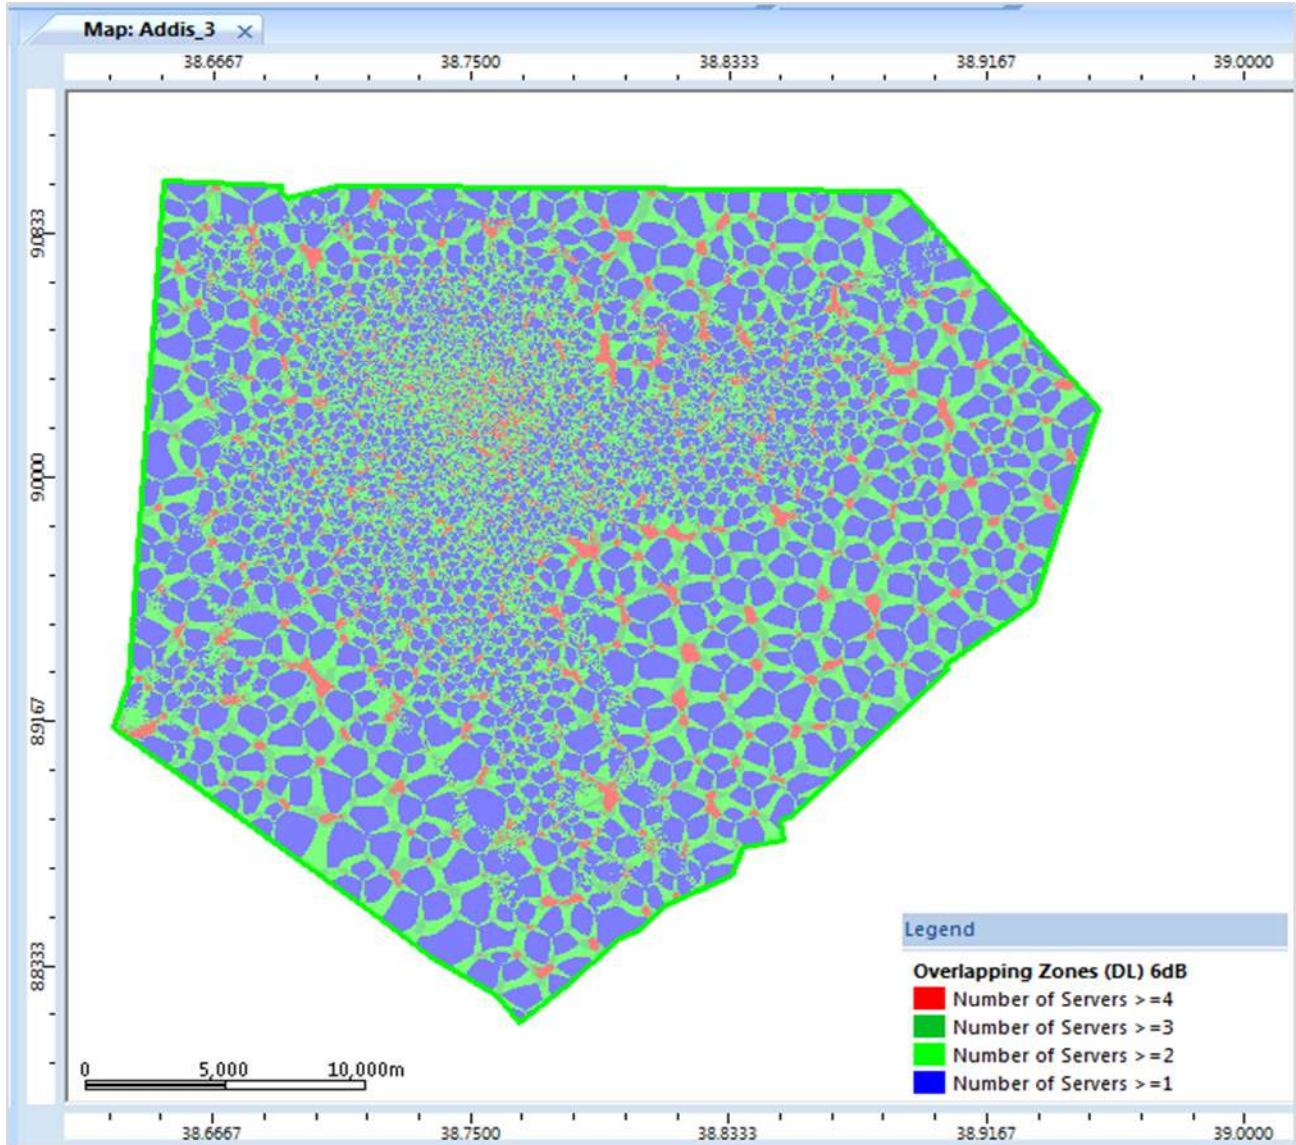 Map: Addis_3
38.6667 38.7500 38.8333 38.9167 39.0000
9.0833
9.0000
8.9167
8.8333
Legend
Overlapping Zones (DL) 6dB
Number of Servers >=4
Number of Servers >=3
Number of Servers >=2
Number of Servers >=1
0 5,000 10,000m
38.6667 38.7500 38.8333 38.9167 39.0000